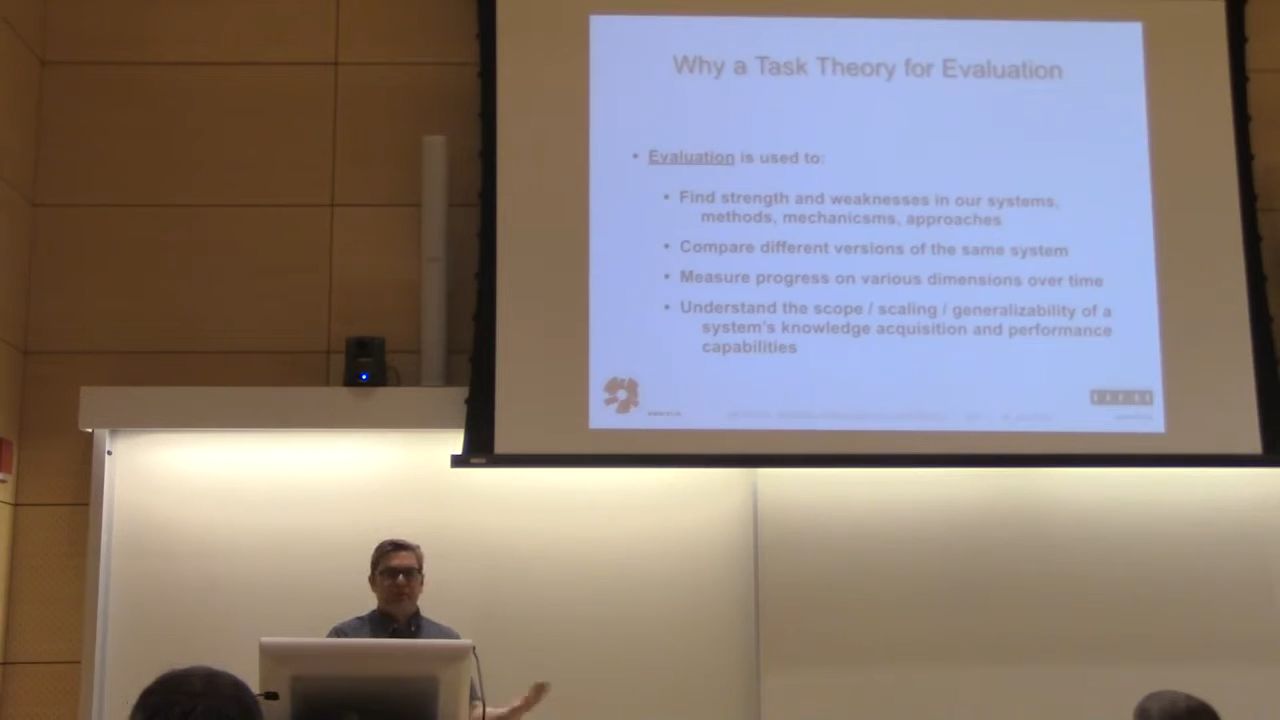 Why a Task Theory for Evaluation
• Evaluation is used to:
• Find strength and weaknesses in our systems,
methods, mechanicsms, approaches
• Compare different versions of the same system
• Measure progress on various dimensions over time
• Understand the scope / scaling / generalizability of a
system's knowledge acquisition and performance
capabilities